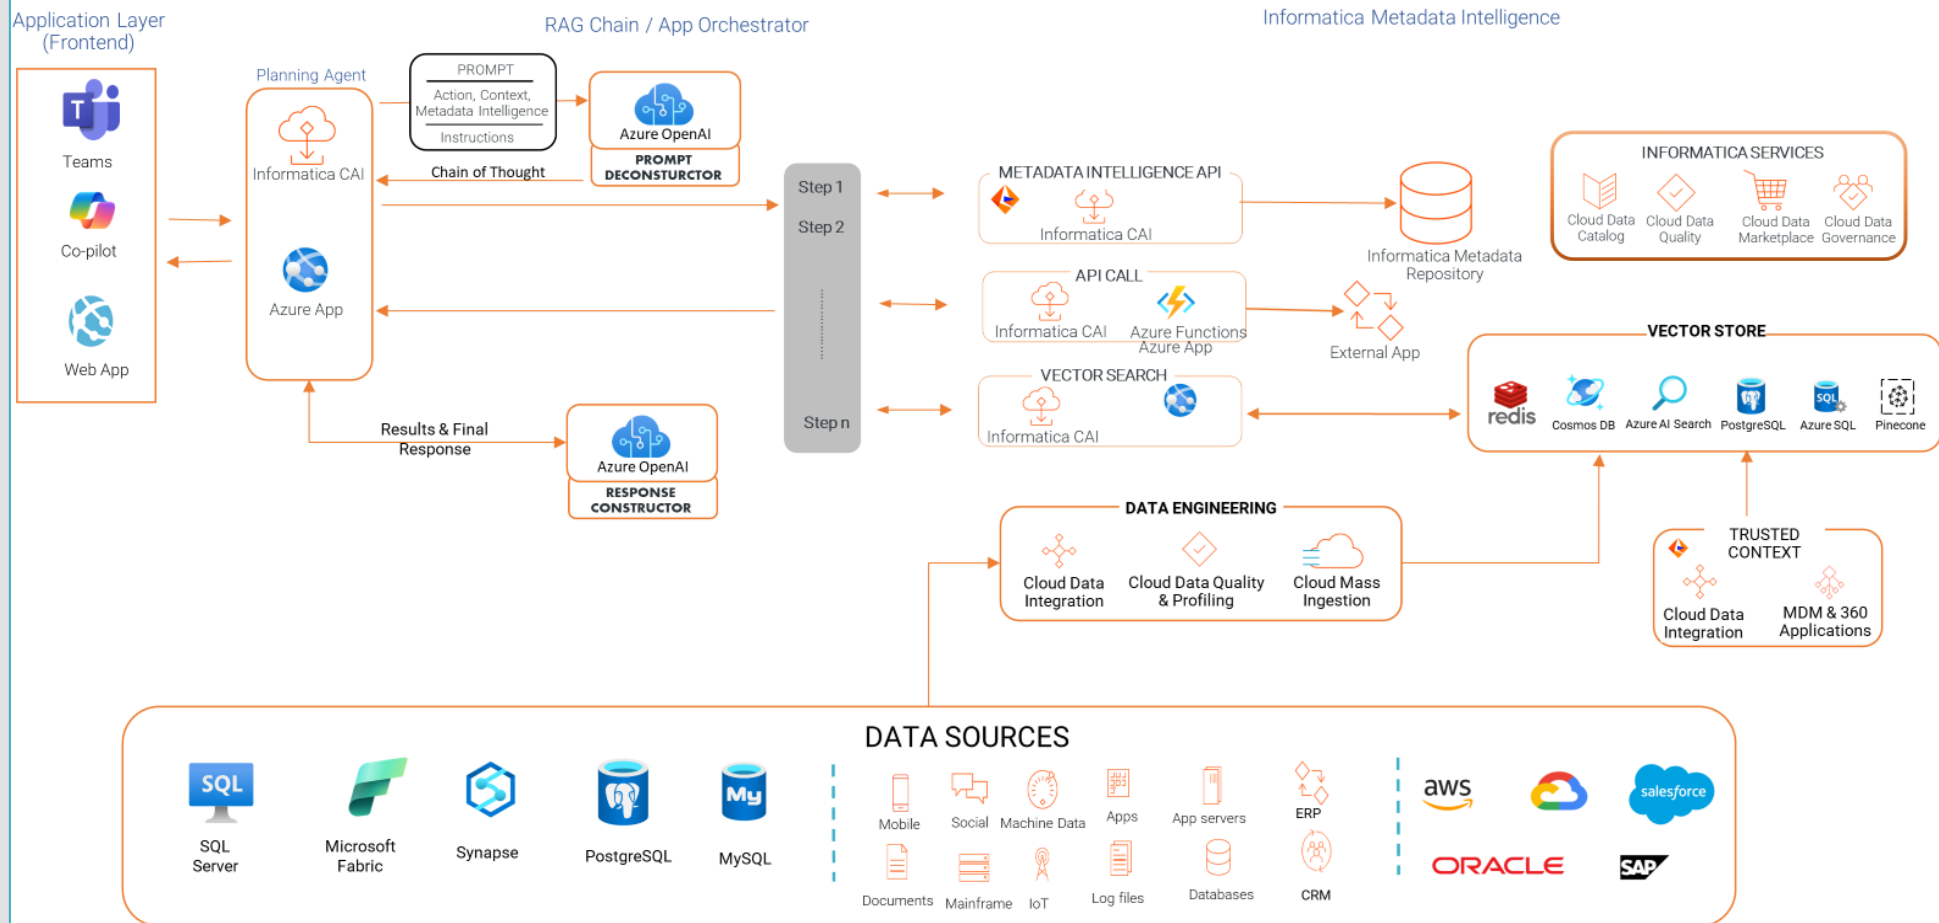 Application Layer
(Frontend)
RAG Chain / App Orchestrator
Informatica Metadata Intelligence
Teams
Co-pilot
Web App
Planning Agent
Informatica CAI
Azure App
PROMPT
Action, Context,
Metadata Intelligence
Instructions
Azure OpenAI
PROMPT
DECONSTURCTOR
Chain of Thought
Results & Final
Response
Azure OpenAI
RESPONSE
CONSTRUCTOR
Step 1
Step 2
Step n
METADATA INTELLIGENCE API
Informatica CAI
Informatica Metadata
Repository
API CALL
Informatica CAI
Azure Functions
Azure App
External App
VECTOR SEARCH
Informatica CAI
INFORMATICA SERVICES
Cloud Data
Catalog
Cloud Data
Quality
Cloud Data
Marketplace
Cloud Data
Governance
VECTOR STORE
redis
Cosmos DB
Azure AI Search
PostgreSQL
SQL
Azure SQL
Pinecone
DATA ENGINEERING
Cloud Data
Integration
Cloud Data Quality
& Profiling
Cloud Mass
Ingestion
TRUSTED
CONTEXT
Cloud Data
Integration
MDM & 360
Applications
DATA SOURCES
SQL
SQL
Server
Microsoft
Fabric
Synapse
PostgreSQL
My
MySQL
Mobile
Social
Machine Data
Apps
App servers
ERP
Documents
Mainframe
IoT
Log files
Databases
CRM
aws
salesforce
ORACLE
SAP